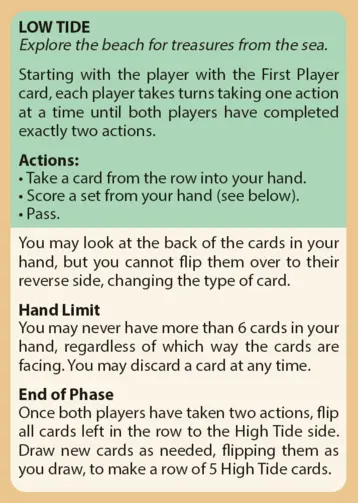 LOW TIDE
Explore the beach for treasures from the sea.
Starting with the player with the First Player
card, each player takes turns taking one action
at a time until both players have completed
exactly two actions.
Actions:
• Take a card from the row into your hand.
• Score a set from your hand (see below).
• Pass.
You may look at the back of the cards in your
hand, but you cannot flip them over to their
reverse side, changing the type of card.
Hand Limit
You may never have more than 6 cards in your
hand, regardless of which way the cards are
facing. You may discard a card at any time.
End of Phase
Once both players have taken two actions, flip
all cards left in the row to the High Tide side.
Draw new cards as needed, flipping them as
you draw, to make a row of 5 High Tide cards.